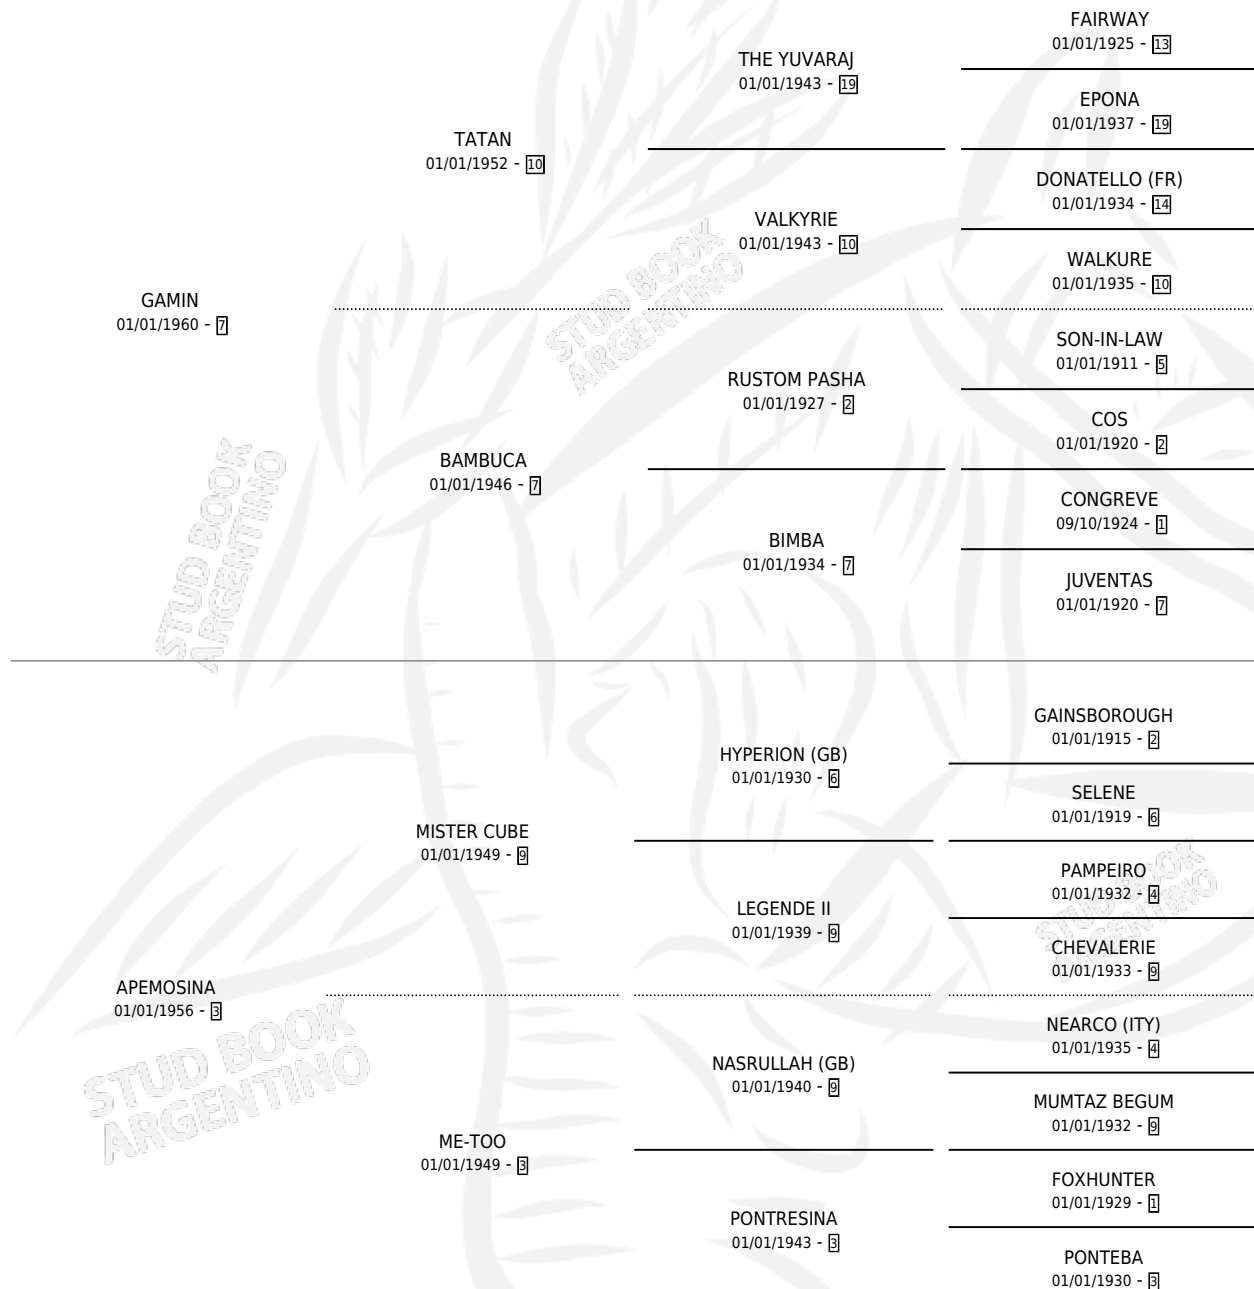 FAIRWAY
01/01/1925 - 13
THE YUVARAJ
01/01/1943 - 19
EPONA
01/01/1937 - 19
TATAN
01/01/1952 - 10
DONATELLO (FR)
01/01/1934 - 14
VALKYRIE
01/01/1943 - 10
WALKURE
01/01/1935 - 10
GAMIN
01/01/1960 - 7
STUD BOOK
ARGENTINO
SON-IN-LAW
01/01/1911 - 5
RUSTOM PASHA
01/01/1927 - 2
COS
01/01/1920 - 2
BAMBUCA
01/01/1946 - 7
CONGREVE
09/10/1924 - 1
BIMBA
01/01/1934 - 7
JUVENTAS
01/01/1920 - 7
STUD BOOK
ARGENTINO
GAINSBOROUGH
01/01/1915 - 2
HYPERION (GB)
01/01/1930 - 6
SELENE
01/01/1919 - 6
MISTER CUBE
01/01/1949 - 9
PAMPEIRO
01/01/1932 - 4
LEGENDE II
01/01/1939 - 9
CHEVALERIE
01/01/1933 - 9
STUD BOOK
ARGENTINO
APEMOSINA
01/01/1956 - 3
STUD BOOK
ARGENTINO
NEARCO (ITY)
01/01/1935 - 4
NASRULLAH (GB)
01/01/1940 - 9
MUMTAZ BEGUM
01/01/1932 - 9
ME-TOO
01/01/1949 - 3
FOXHUNTER
01/01/1929 - 1
PONTRESINA
01/01/1943 - 3
PONTEBA
01/01/1930 - 3